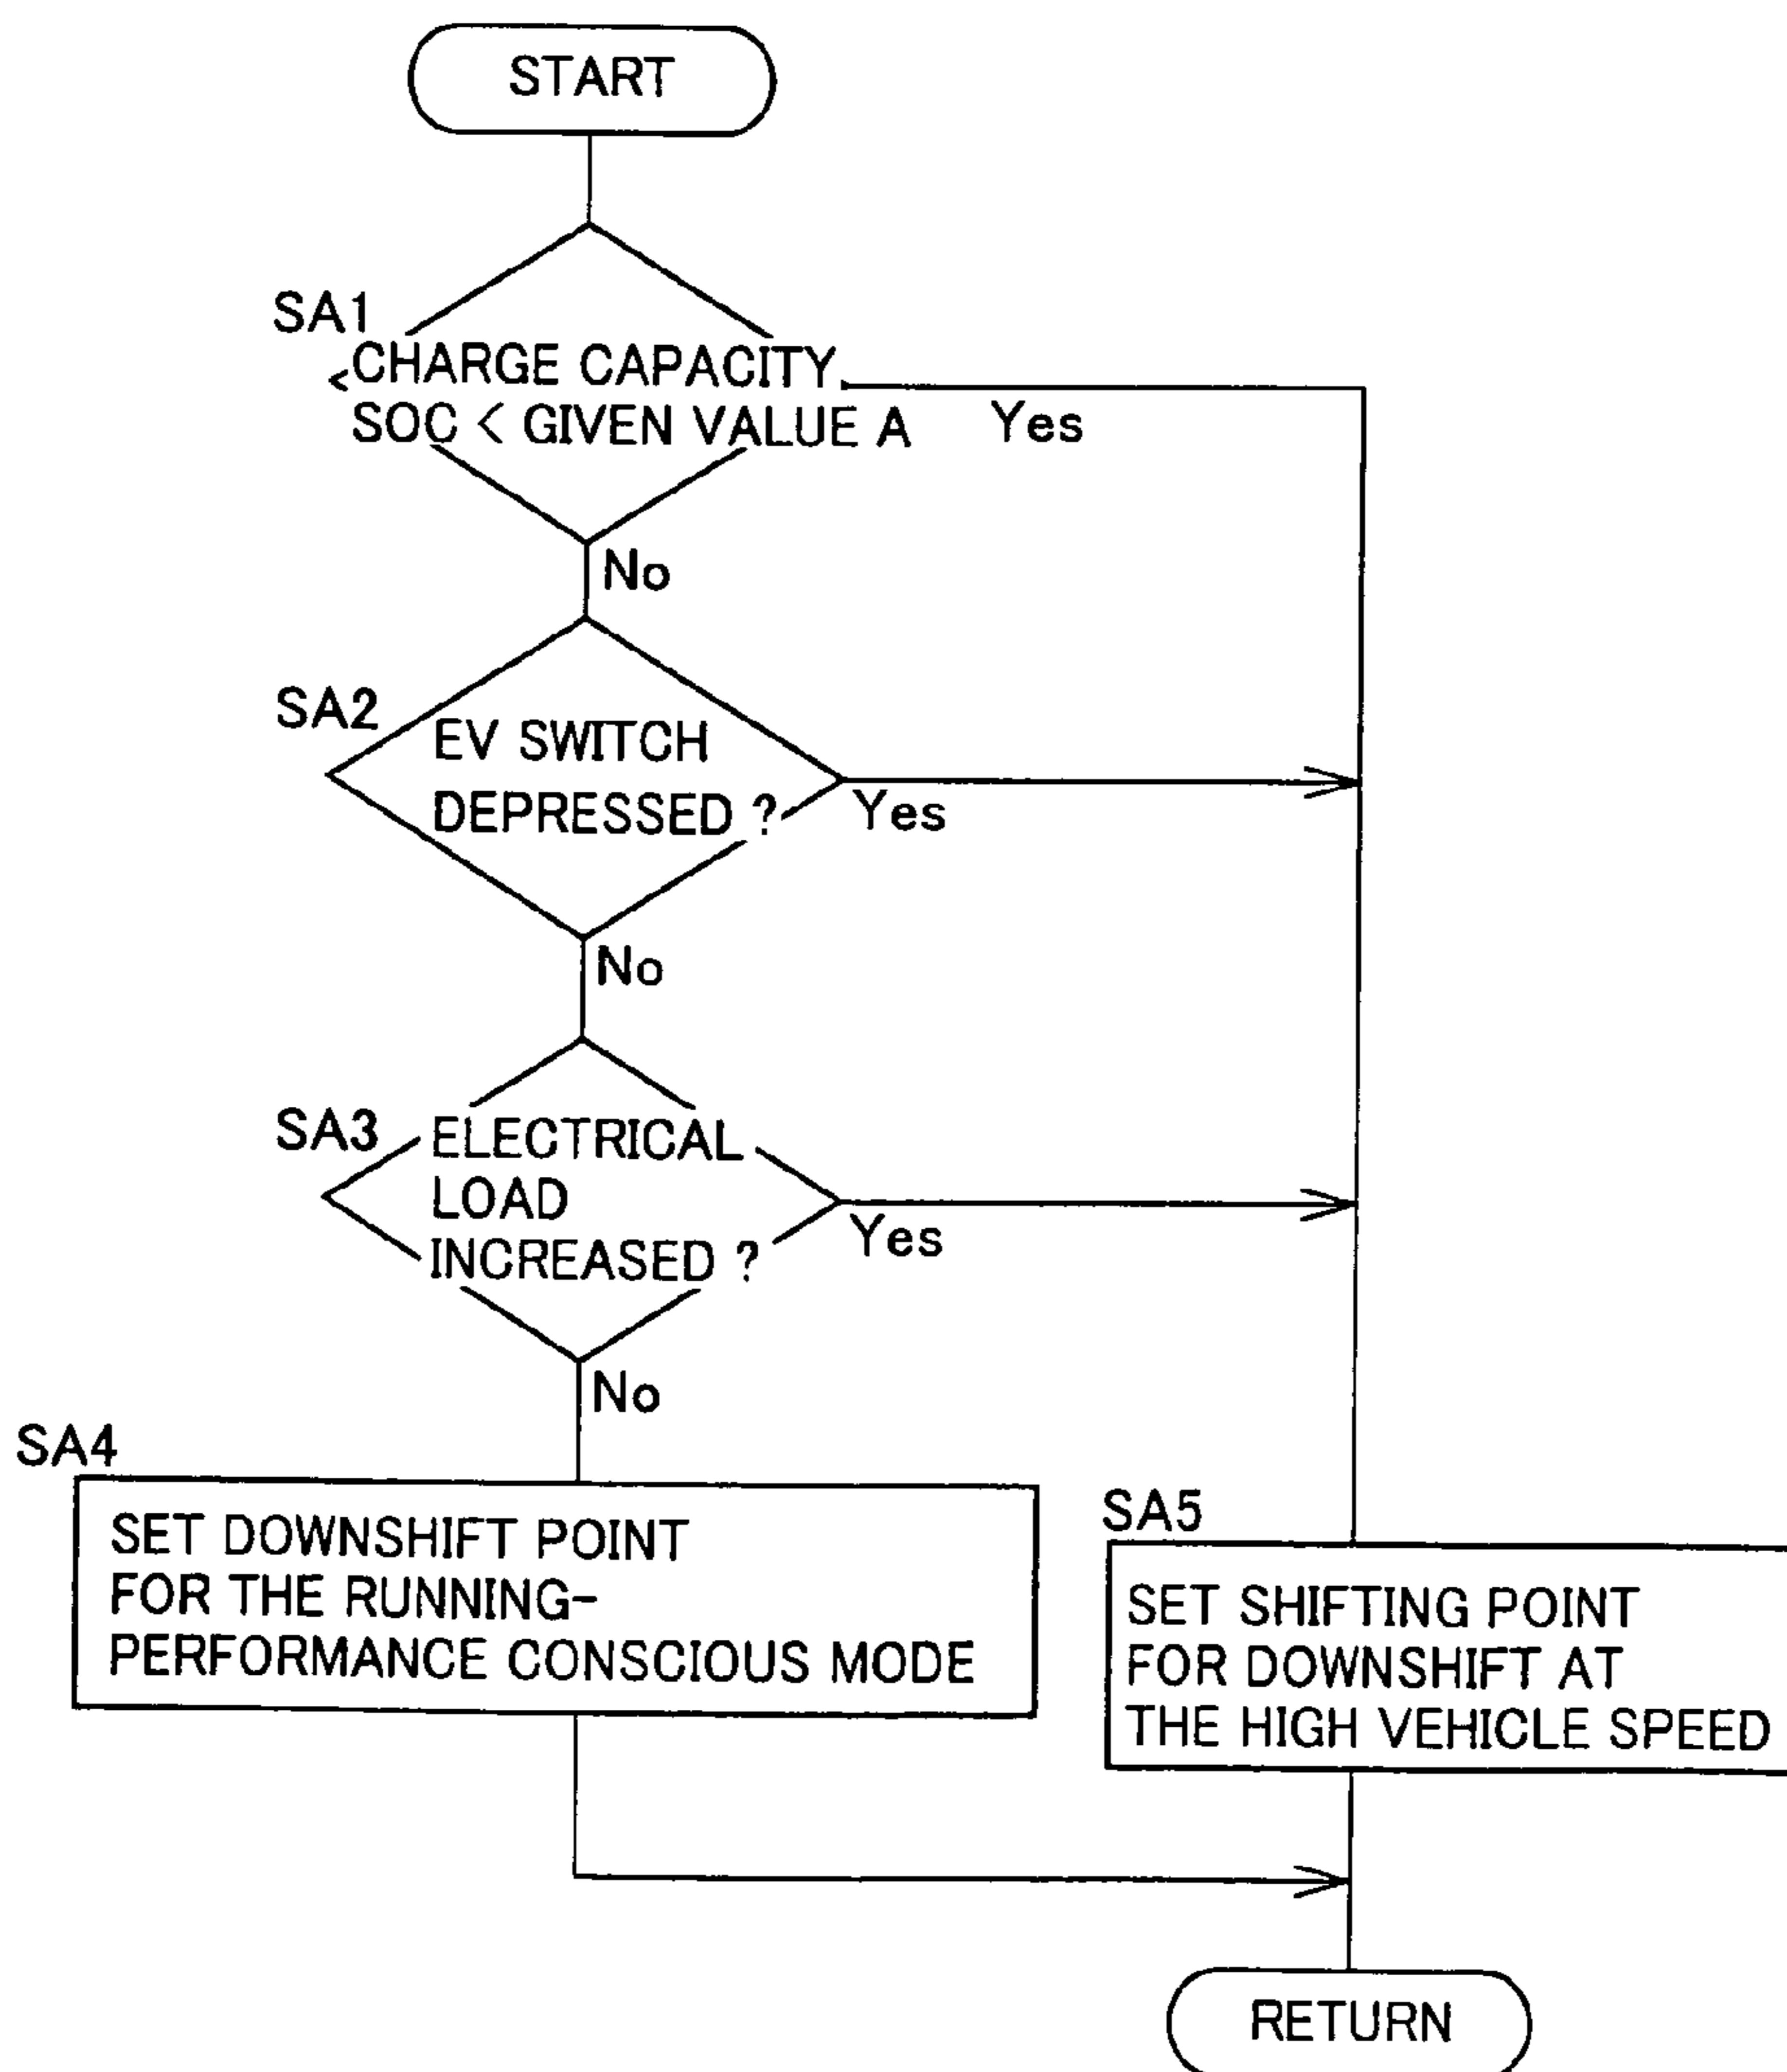 START
SA1
CHARGE CAPACITY
SOC < GIVEN VALUE A
Yes
No
SA2
EV SWITCH
DEPRESSED ?
Yes
No
SA3
ELECTRICAL
LOAD
INCREASED ?
Yes
No
SA4
SET DOWNSHIFT POINT
FOR THE RUNNING-
PERFORMANCE CONSCIOUS MODE
SA5
SET SHIFTING POINT
FOR DOWNSHIFT AT
THE HIGH VEHICLE SPEED
RETURN